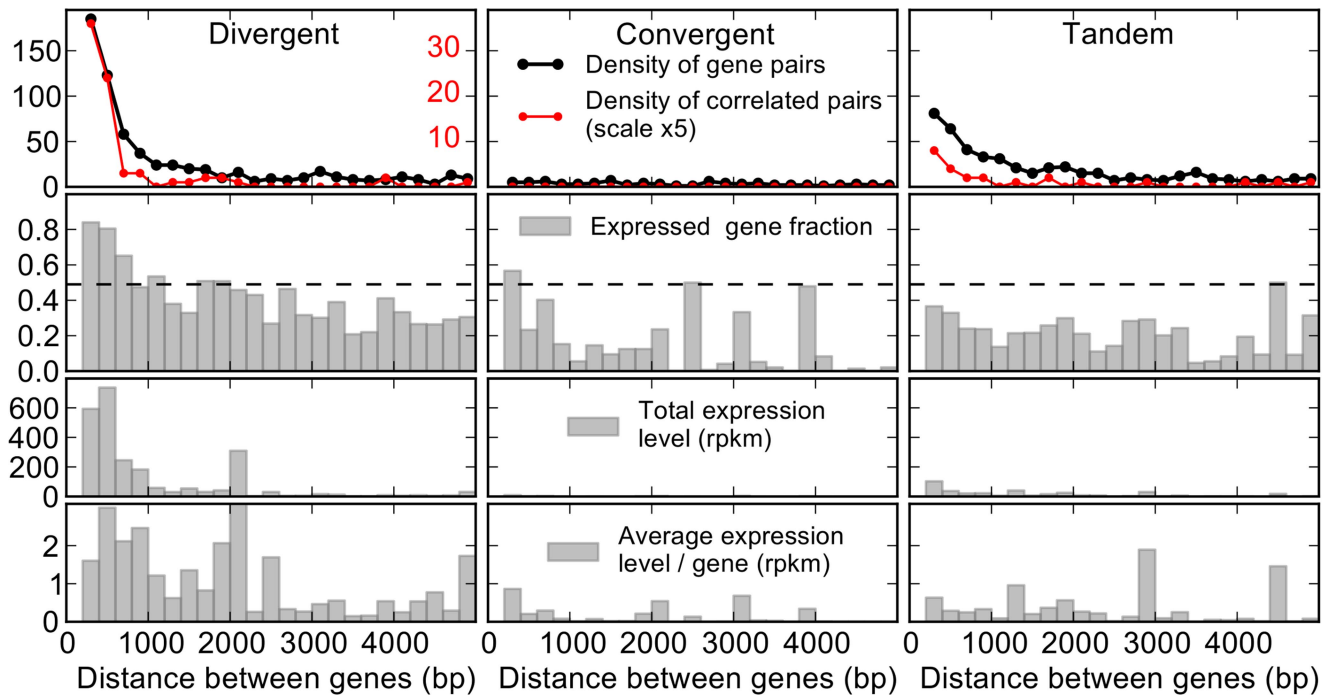 Divergent
Convergent
Tandem
150
100
50
0
30
20
10
Density of gene pairs
Density of correlated pairs
(scale x5)
0.8
0.6
0.4
0.2
0.0
Expressed gene fraction
600
400
200
0
Total expression
level (rpkm)
2
1
0
Average expression
level / gene (rpkm)
0 1000 2000 3000 4000 0 1000 2000 3000 4000 0 1000 2000 3000 4000
Distance between genes (bp) Distance between genes (bp) Distance between genes (bp)